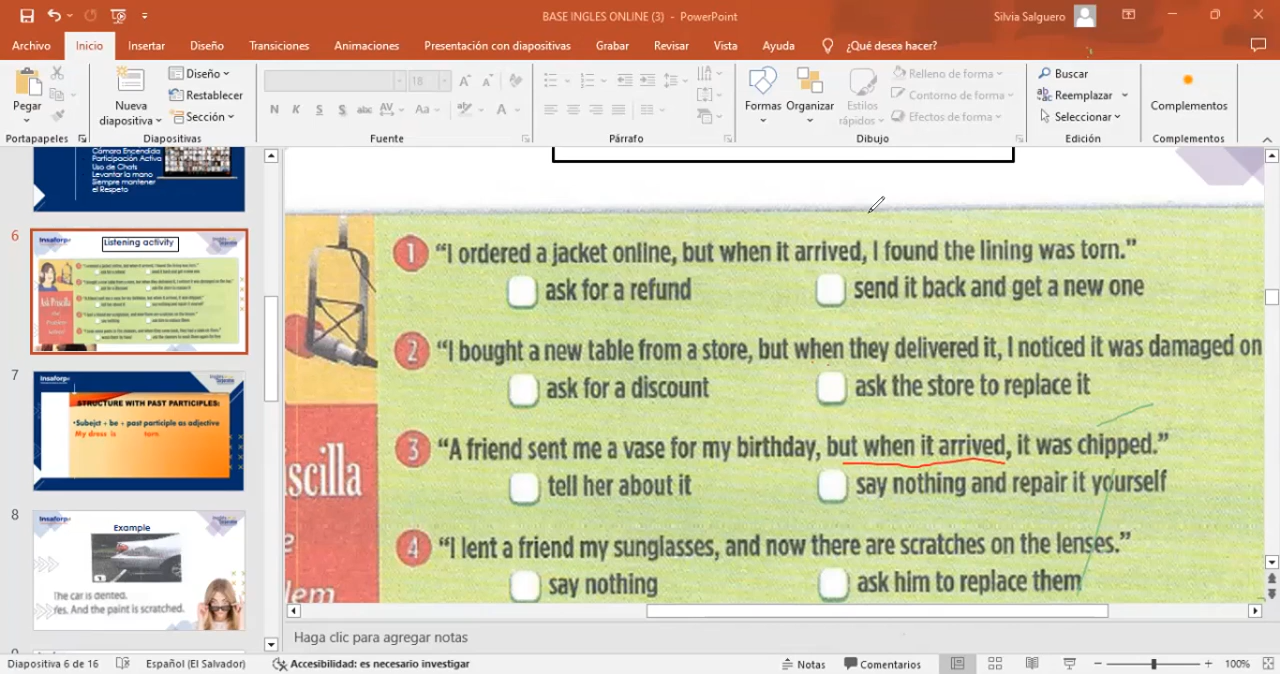 BASE INGLES ONLINE (3) - PowerPoint
Silvia Salguero
Archivo Inicio Insertar Diseño Transiciones Animaciones Presentación con diapositivas Grabar Revisar Vista Ayuda ¿Qué desea hacer?
Pegar
Nueva diapositiva
Diseño
Restablecer
Sección
18
N K S S abc AV Aa A
Formas Organizar Estilos rápidos
Relleno de forma
Contorno de forma
Efectos de forma
Buscar
Reemplazar
Seleccionar
Complementos
Portapapeles Diapositivas Fuente Párrafo Dibujo Edición Complementos
Cámara Encendida
Participación Activa
Uso de Chats
Levantar la mano
Siempre mantener
el Respeto
6
Insaforp
Listening activity
7
Insaforp
STRUCTURE WITH PAST PARTICIPLES:
•Subejct + be + past participle as adjective
My dress is torn
8
Insaforp
Example
The car is dented.
Yes. And the paint is scratched.
1 “I ordered a jacket online, but when it arrived, I found the lining was torn.”
ask for a refund send it back and get a new one
2 “I bought a new table from a store, but when they delivered it, I noticed it was damaged on
ask for a discount ask the store to replace it
3 “A friend sent me a vase for my birthday, but when it arrived, it was chipped.”
tell her about it say nothing and repair it yourself
4 “I lent a friend my sunglasses, and now there are scratches on the lenses.”
say nothing ask him to replace them
scilla
e
lem
Haga clic para agregar notas
Diapositiva 6 de 16 Español (El Salvador) Accesibilidad: es necesario investigar Notas Comentarios 100%